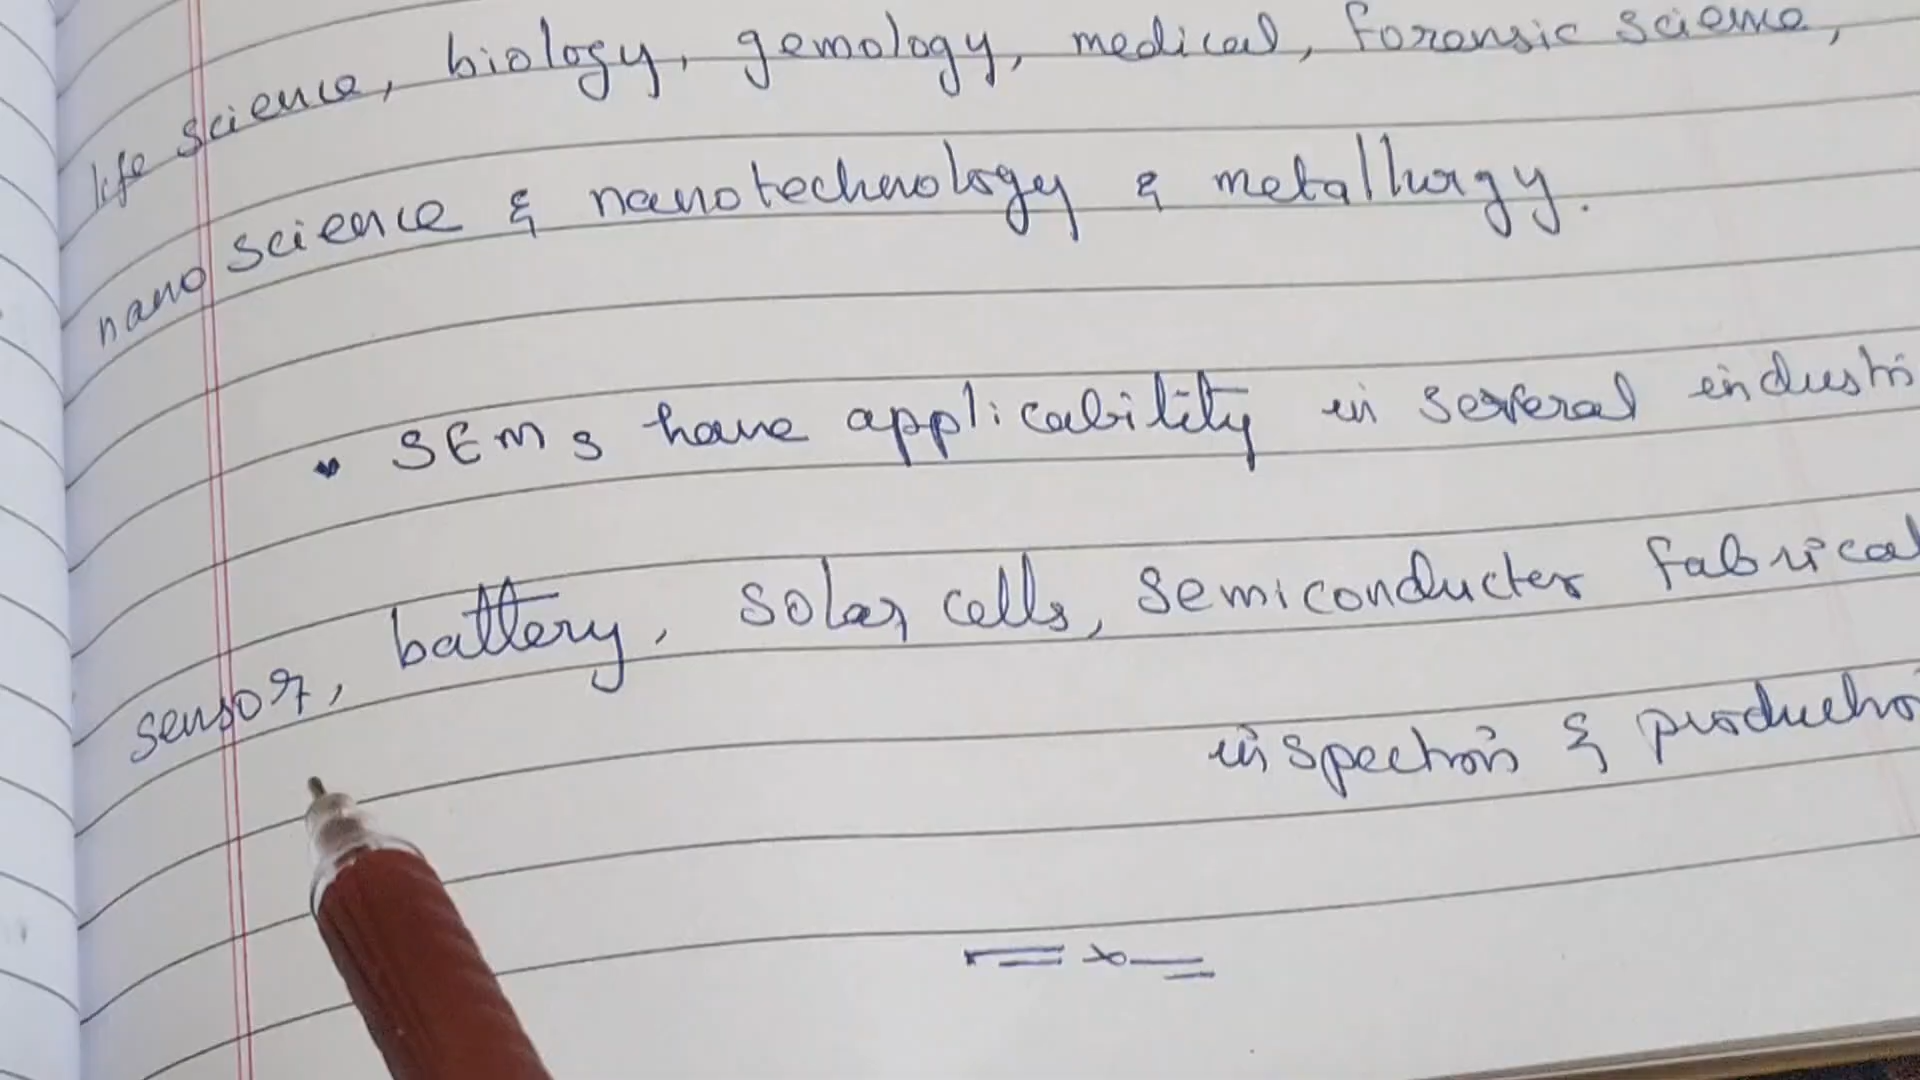 life science, biology, gemology, medical, forensic science,
nano science & nanotechnology & metallurgy.
• SEMs have applicability in several industri
sensor, battery, solar cells, semiconductor fabricat
inspection & productio